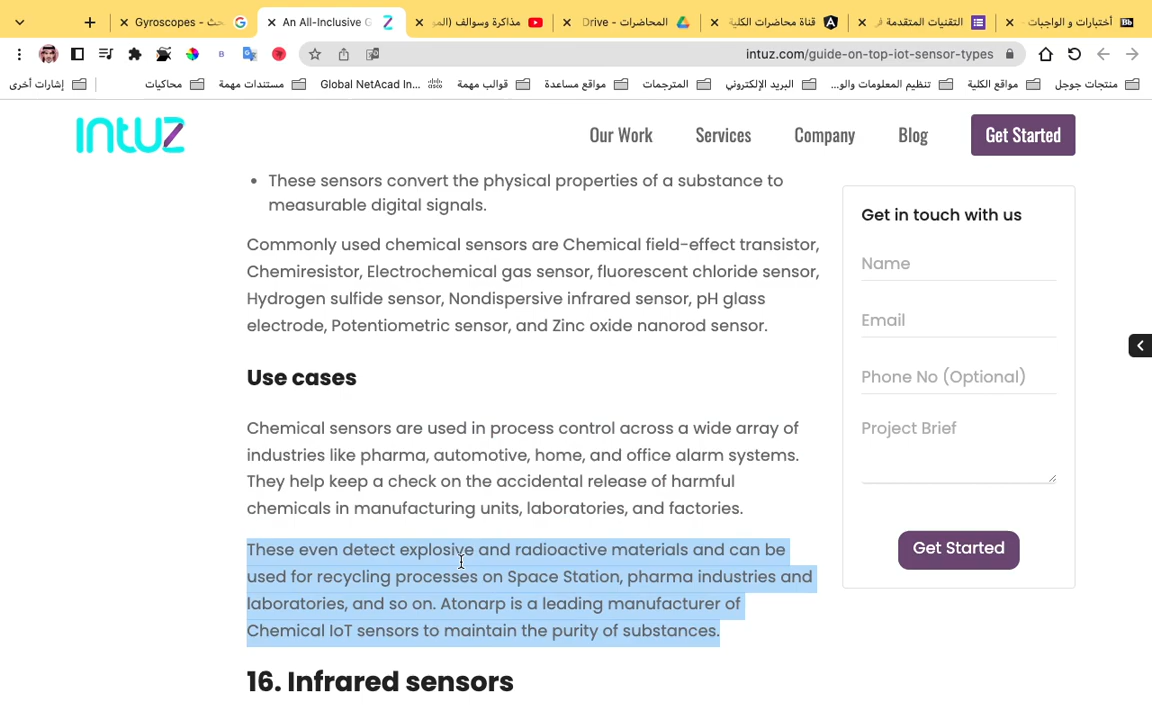 Gyroscopes - بحث
An All-Inclusive G
مذاكرة وسوالف (المو
المحاضرات - Drive
قناة محاضرات الكلية
التقنيات المتقدمة في
أختبارات و الواجبات
Bb
intuz.com/guide-on-top-iot-sensor-types
منتجات جوجل
مواقع الكلية
تنظيم المعلومات والو...
البريد الإلكتروني
المترجمات
مواقع مساعدة
قوالب مهمة
Global NetAcad In...
مستندات مهمة
محاكيات
إشارات أخرى
INTUZ
Our Work
Services
Company
Blog
Get Started
These sensors convert the physical properties of a substance to
measurable digital signals.
Commonly used chemical sensors are Chemical field-effect transistor,
Chemiresistor, Electrochemical gas sensor, fluorescent chloride sensor,
Hydrogen sulfide sensor, Nondispersive infrared sensor, pH glass
electrode, Potentiometric sensor, and Zinc oxide nanorod sensor.
Use cases
Chemical sensors are used in process control across a wide array of
industries like pharma, automotive, home, and office alarm systems.
They help keep a check on the accidental release of harmful
chemicals in manufacturing units, laboratories, and factories.
These even detect explosive and radioactive materials and can be
used for recycling processes on Space Station, pharma industries and
laboratories, and so on. Atonarp is a leading manufacturer of
Chemical IoT sensors to maintain the purity of substances.
16. Infrared sensors
Get in touch with us
Name
Email
Phone No (Optional)
Project Brief
Get Started